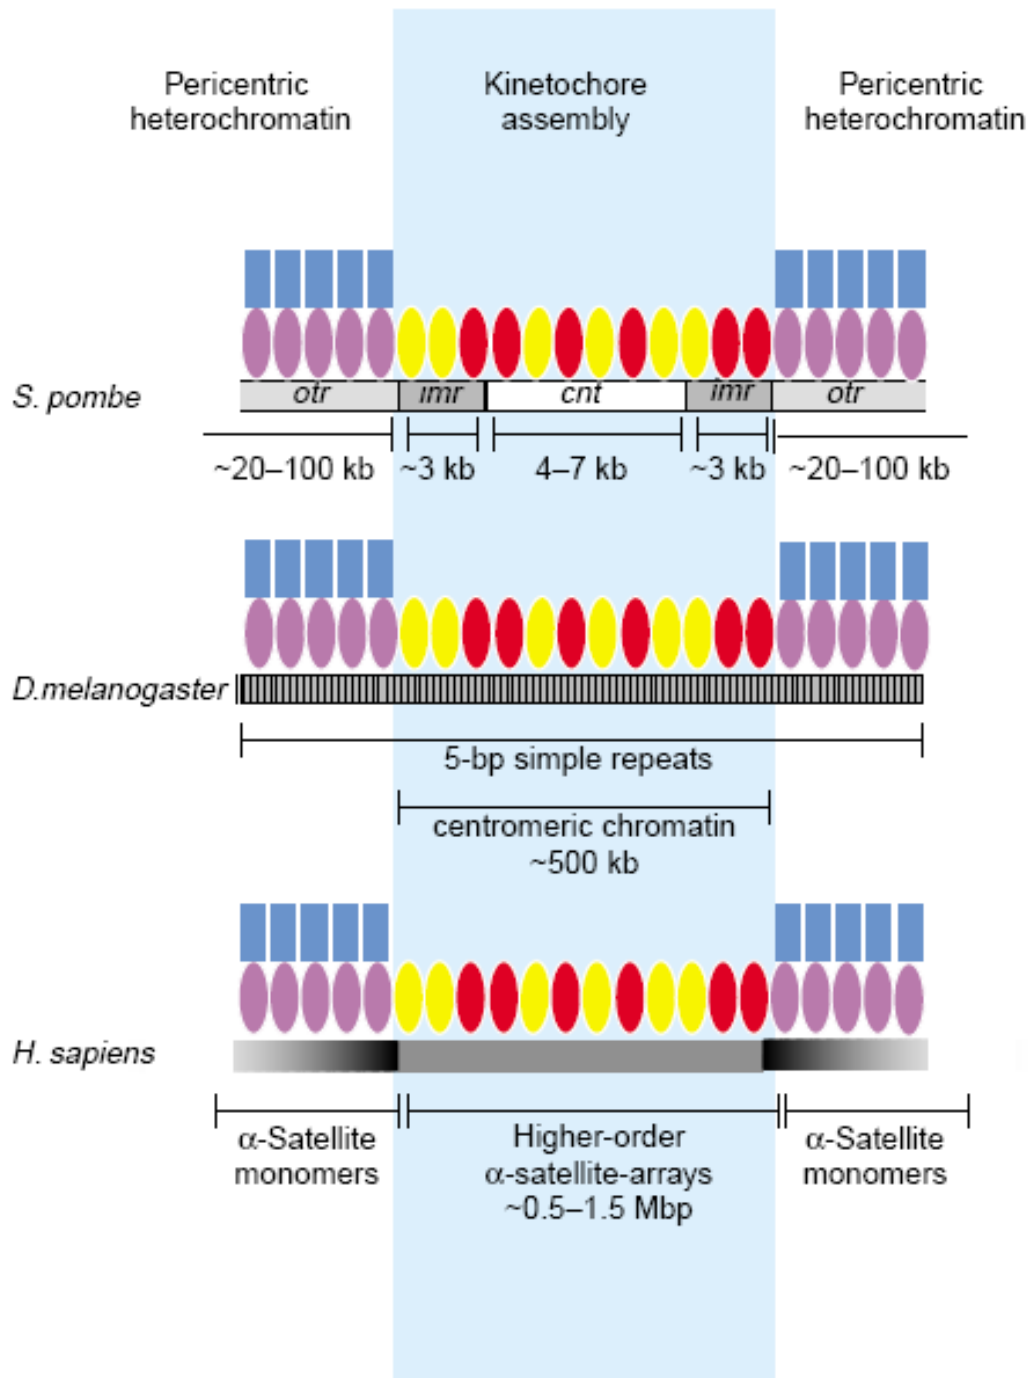 Pericentric
heterochromatin
Kinetochore
assembly
Pericentric
heterochromatin
S. pombe
otr
imr
cnt
imr
otr
~20–100 kb
~3 kb
4–7 kb
~3 kb
~20–100 kb
D.melanogaster
5-bp simple repeats
centromeric chromatin
~500 kb
H. sapiens
α-Satellite
monomers
Higher-order
α-satellite-arrays
~0.5–1.5 Mbp
α-Satellite
monomers